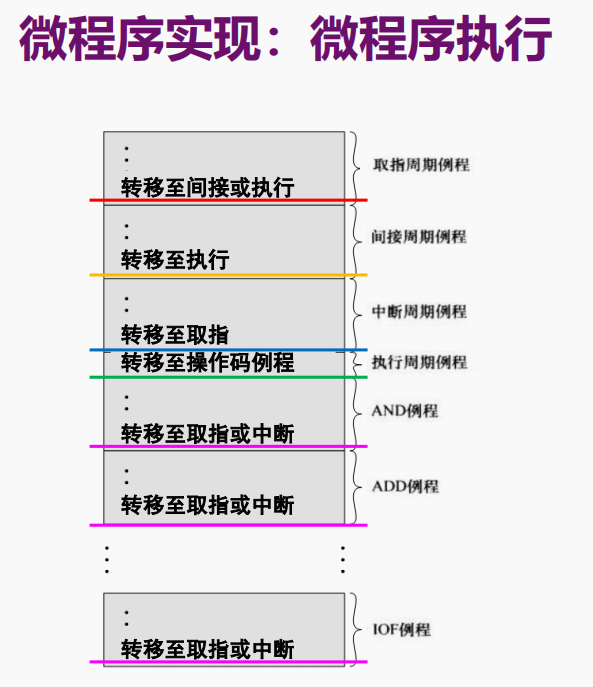 微程序实现：微程序执行
转移至间接或执行
取指周期例程
转移至执行
间接周期例程
转移至取指
中断周期例程
转移至操作码例程
执行周期例程
转移至取指或中断
AND例程
转移至取指或中断
ADD例程
转移至取指或中断
IOF例程